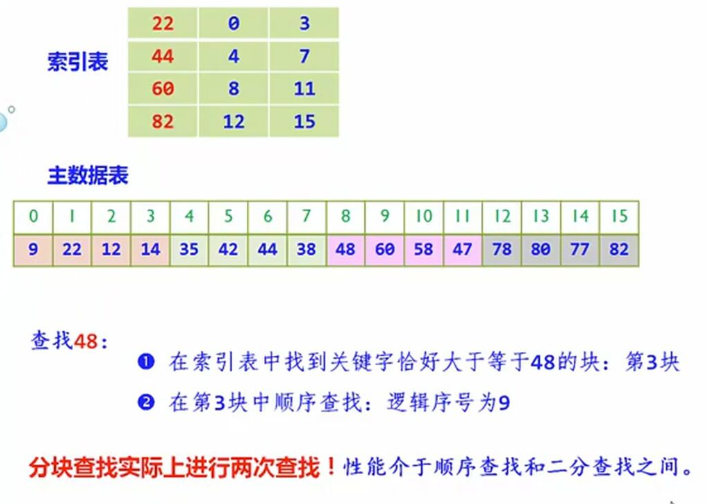 索引表
22 0 3
44 4 7
60 8 11
82 12 15
主数据表
0 1 2 3 4 5 6 7 8 9 10 11 12 13 14 15
9 22 12 14 35 42 44 38 48 60 58 47 78 80 77 82
查找48：
❶ 在索引表中找到关键字恰好大于等于48的块：第3块
❷ 在第3块中顺序查找：逻辑序号为9
分块查找实际上进行两次查找！性能介于顺序查找和二分查找之间。